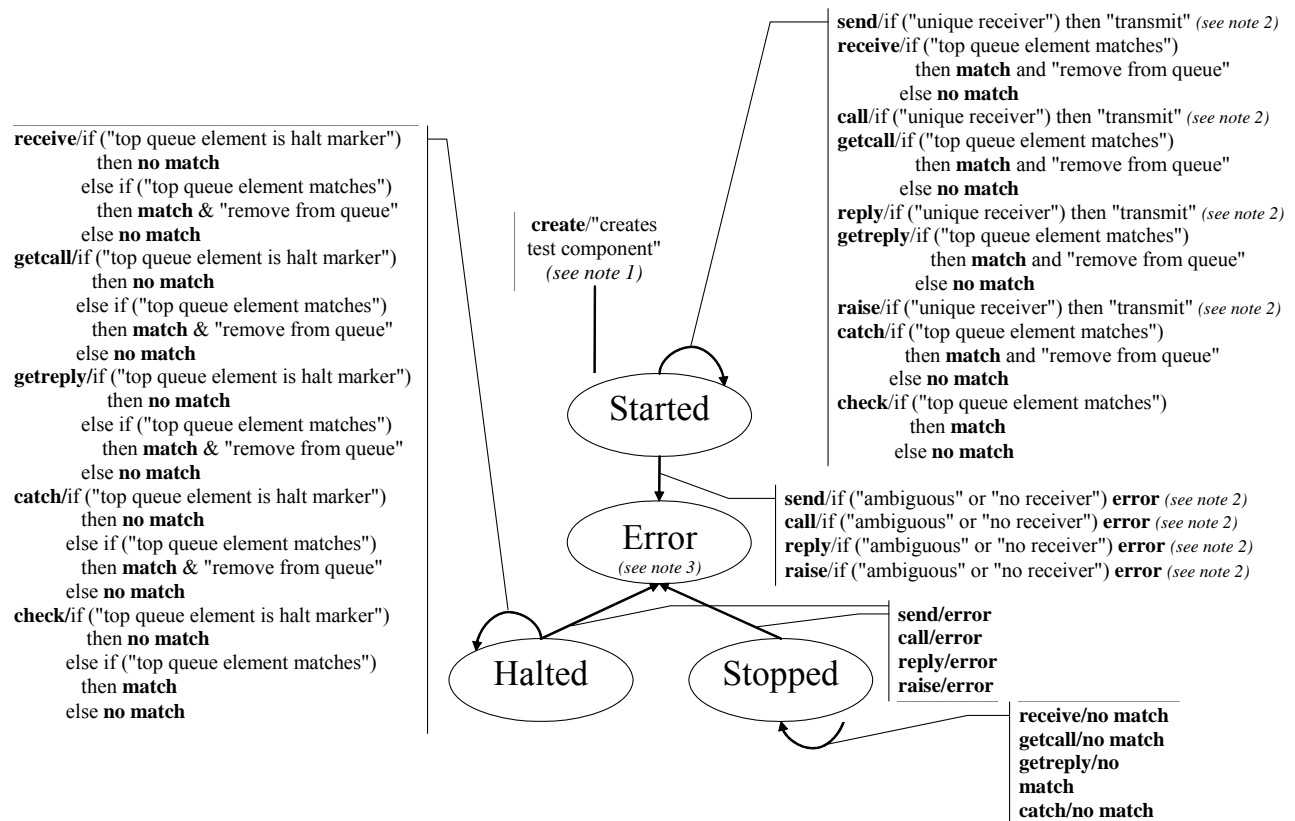 send/if ("unique receiver") then "transmit" (see note 2)
receive/if ("top queue element matches")
then match and "remove from queue"
else no match
call/if ("unique receiver") then "transmit" (see note 2)
getcall/if ("top queue element matches")
then match and "remove from queue"
else no match
reply/if ("unique receiver") then "transmit" (see note 2)
getreply/if ("top queue element matches")
then match and "remove from queue"
else no match
raise/if ("unique receiver") then "transmit" (see note 2)
catch/if ("top queue element matches")
then match and "remove from queue"
else no match
check/if ("top queue element matches")
then match
else no match
receive/if ("top queue element is halt marker")
then no match
else if ("top queue element matches")
then match & "remove from queue"
else no match
getcall/if ("top queue element is halt marker")
then no match
else if ("top queue element matches")
then match & "remove from queue"
else no match
getreply/if ("top queue element is halt marker")
then no match
else if ("top queue element matches")
then match & "remove from queue"
else no match
catch/if ("top queue element is halt marker")
then no match
else if ("top queue element matches")
then match & "remove from queue"
else no match
check/if ("top queue element is halt marker")
then no match
else if ("top queue element matches")
then match
else no match
create/"creates
test component"
(see note 1)
Started
send/if ("ambiguous" or "no receiver") error (see note 2)
call/if ("ambiguous" or "no receiver") error (see note 2)
reply/if ("ambiguous" or "no receiver") error (see note 2)
raise/if ("ambiguous" or "no receiver") error (see note 2)
Error
(see note 3)
send/error
call/error
reply/error
raise/error
Halted
Stopped
receive/no match
getcall/no match
getreply/no
match
catch/no match